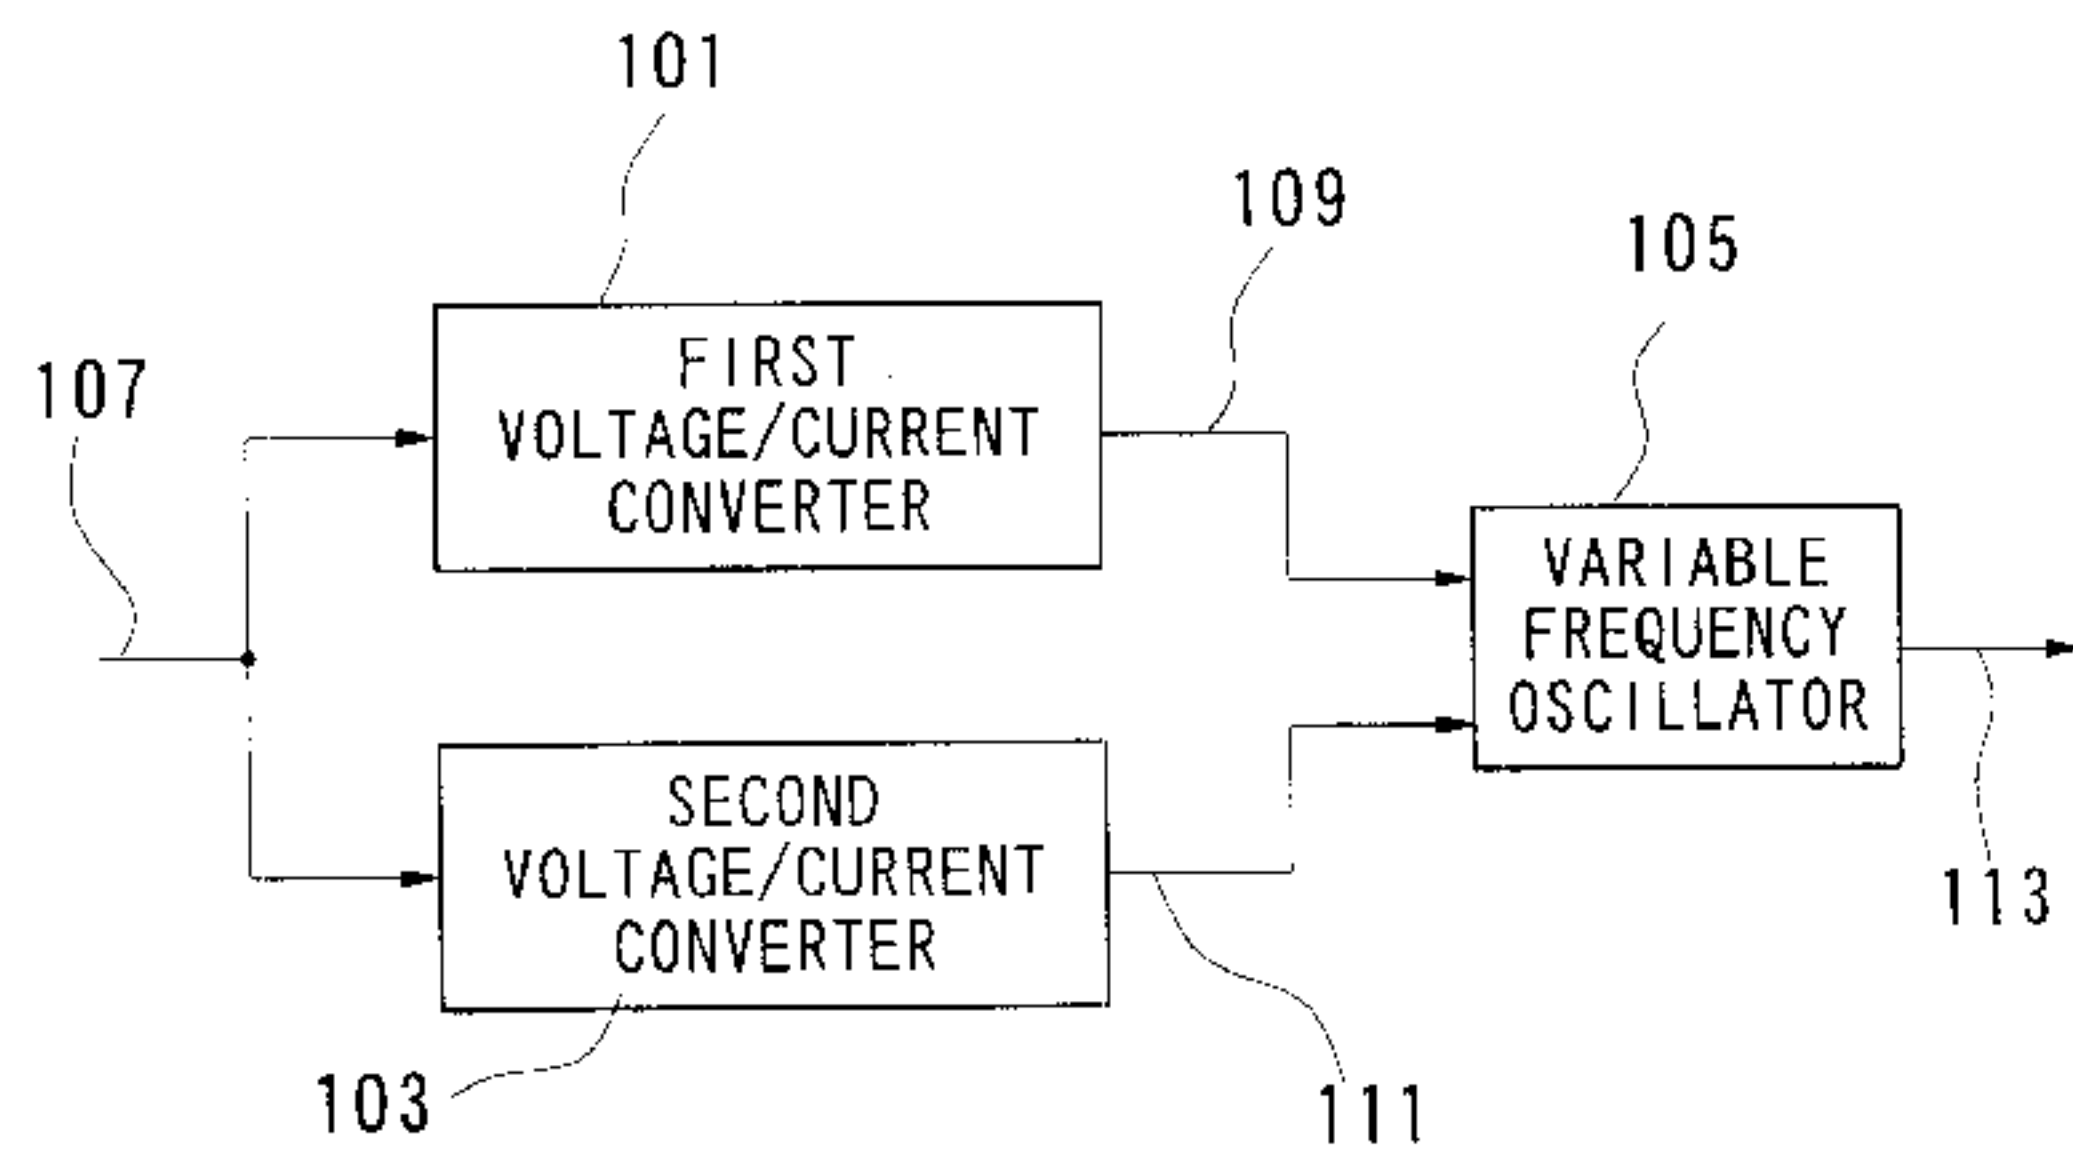 101
109
105
107
FIRST
VOLTAGE/CURRENT
CONVERTER
VARIABLE
FREQUENCY
OSCILLATOR
SECOND
VOLTAGE/CURRENT
CONVERTER
113
103
111